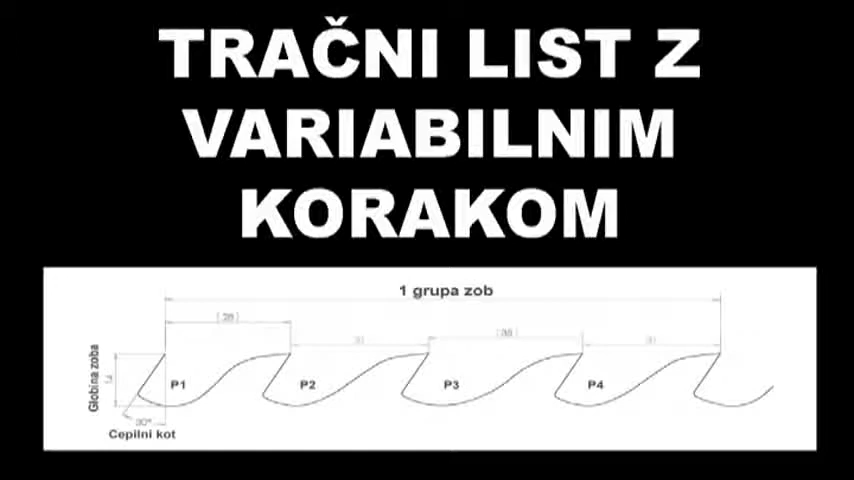 TRAČNI LIST Z
VARIABILNIM
KORAKOM
1 grupa zob
Globina zoba
P1
P2
P3
P4
30°
Cepilni kot